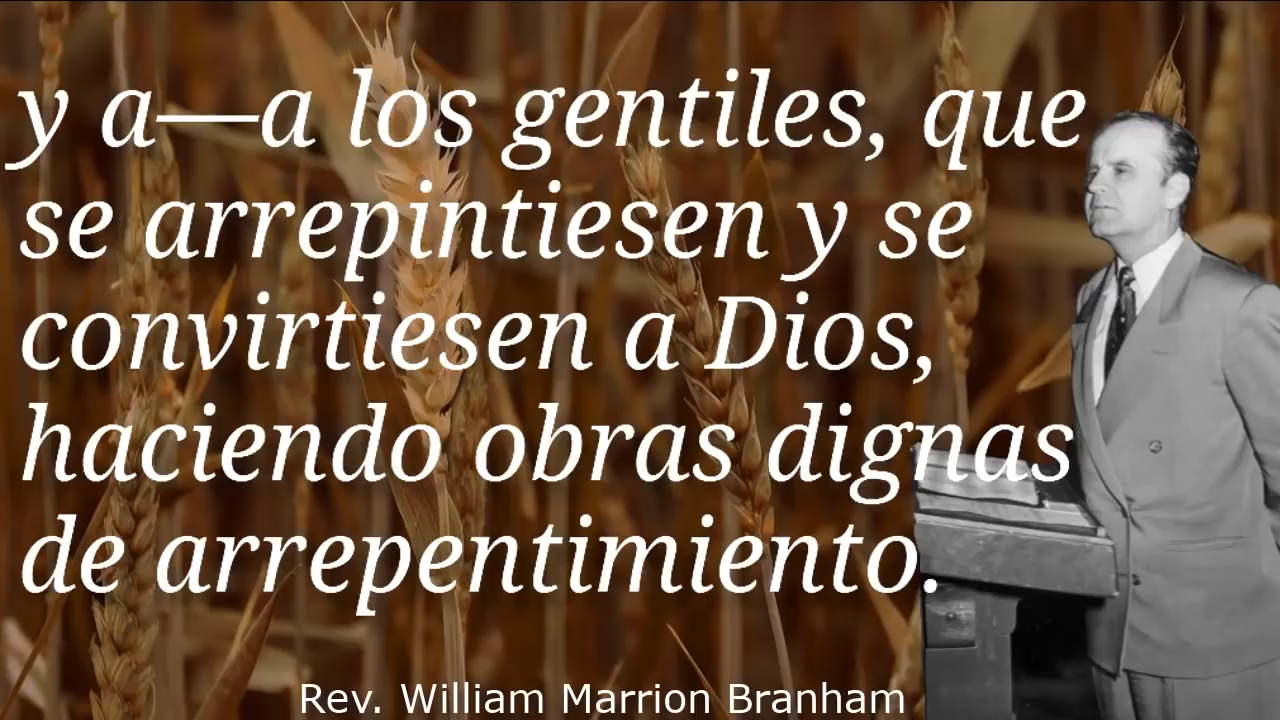 y a—a los gentiles, que
se arrepintiesen y se
convirtiesen a Dios,
haciendo obras dignas
de arrepentimiento.
Rev. William Marrion Branham